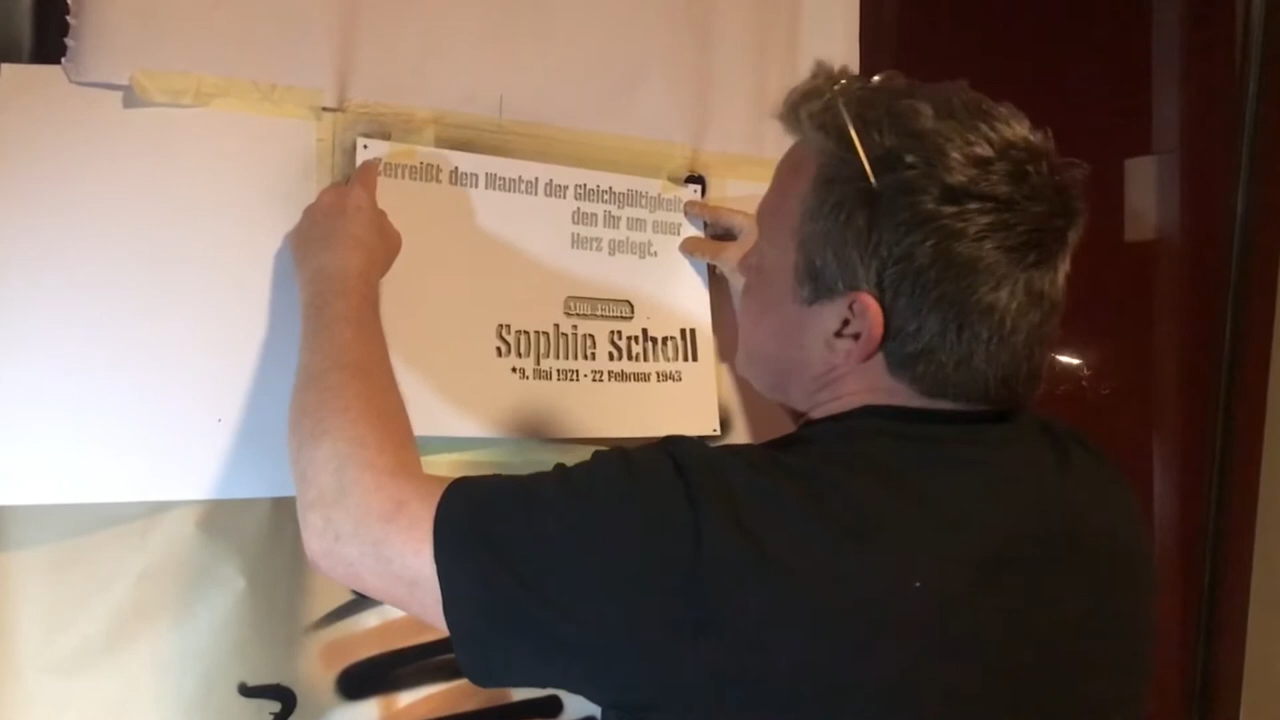 Zerreißt den Mantel der Gleichgültigkeit
den ihr um euer
Herz gelegt.
100 Jahre
Sophie Scholl
*9. Mai 1921 - 22 Februar 1943